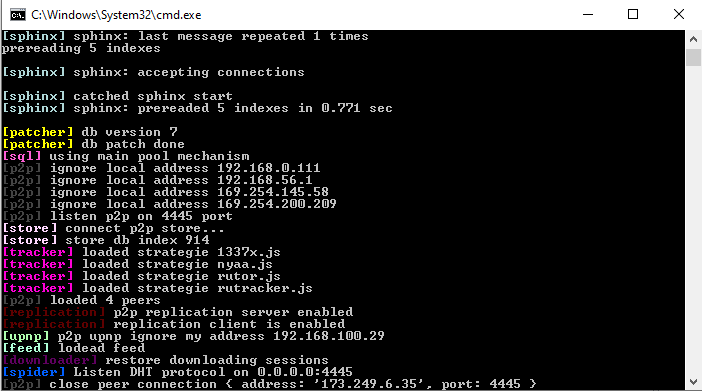 C:\Windows\System32\cmd.exe
[sphinx] sphinx: last message repeated 1 times
prereading 5 indexes
[sphinx] sphinx: accepting connections
[sphinx] catched sphinx start
[sphinx] sphinx: prereaded 5 indexes in 0.771 sec
[patcher] db version 7
[patcher] db patch done
[sql] using main pool mechanism
[p2p] ignore local address 192.168.0.111
[p2p] ignore local address 192.168.56.1
[p2p] ignore local address 169.254.145.58
[p2p] ignore local address 169.254.200.209
[p2p] listen p2p on 4445 port
[store] connect p2p store...
[store] store db index 914
[tracker] loaded strategie 1337x.js
[tracker] loaded strategie nyaa.js
[tracker] loaded strategie rutor.js
[tracker] loaded strategie rutracker.js
[p2p] loaded 4 peers
[replication] p2p replication server enabled
[replication] replication client is enabled
[upnp] p2p upnp ignore my address 192.168.100.29
[feed] lodead feed
[downloader] restore downloading sessions
[spider] Listen DHT protocol on 0.0.0.0:4445
[p2p] close peer connection { address: '173.249.6.35', port: 4445 }